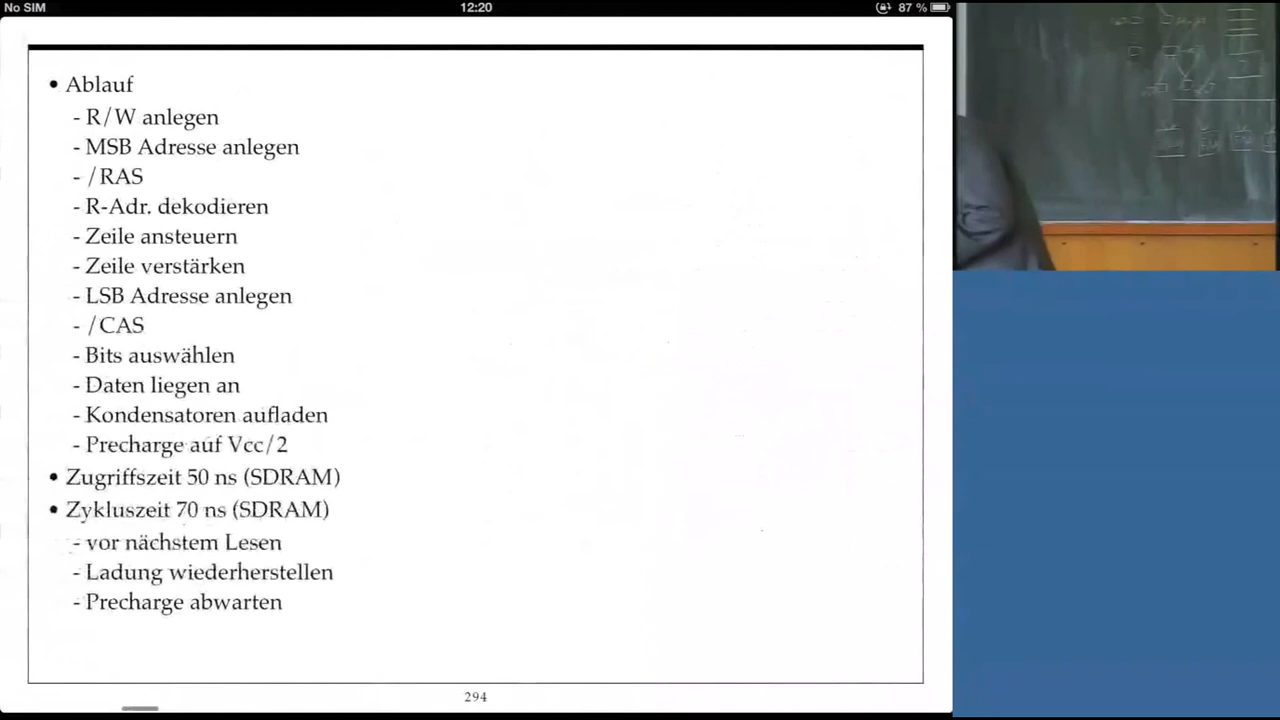 No SIM 12:20 87 %
• Ablauf
- R/W anlegen
- MSB Adresse anlegen
- /RAS
- R-Adr. dekodieren
- Zeile ansteuern
- Zeile verstärken
- LSB Adresse anlegen
- /CAS
- Bits auswählen
- Daten liegen an
- Kondensatoren aufladen
- Precharge auf Vcc/2
• Zugriffszeit 50 ns (SDRAM)
• Zykluszeit 70 ns (SDRAM)
- vor nächstem Lesen
- Ladung wiederherstellen
- Precharge abwarten
294